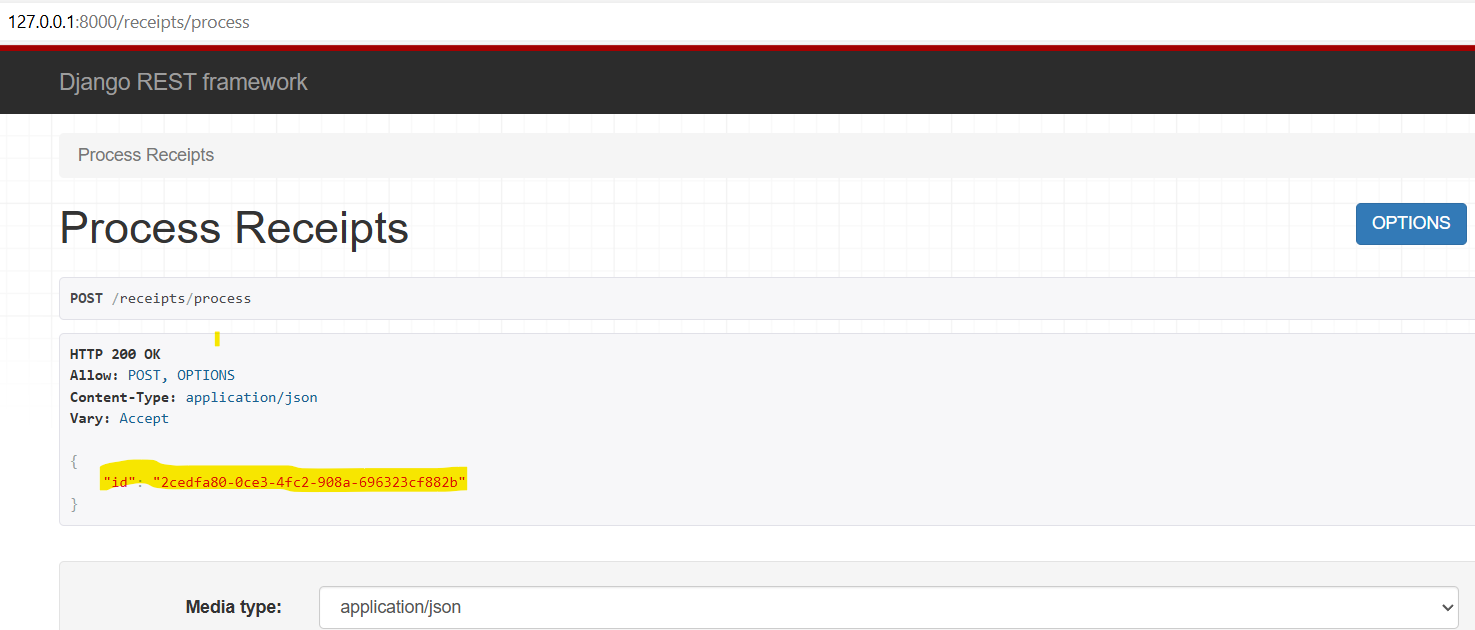 127.0.0.1:8000/receipts/process
Django REST framework
Process Receipts
Process Receipts
OPTIONS
POST /receipts/process
HTTP 200 OK
Allow: POST, OPTIONS
Content-Type: application/json
Vary: Accept
{
"id": "2cedfa80-0ce3-4fc2-908a-696323cf882b"
}
Media type:
application/json